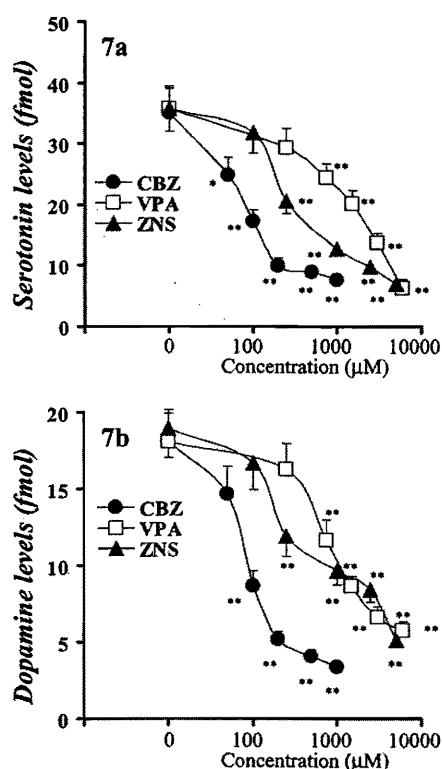 7a
50
40
30
20
10
0
Serotonin levels (fmol)
CBZ
VPA
ZNS
*
**
**
**
**
**
**
**
**
**
**
**
**
**
0 100 1000 10000
Concentration (μM)
7b
20
15
10
5
0
Dopamine levels (fmol)
CBZ
VPA
ZNS
**
**
**
**
**
**
**
**
**
**
**
**
0 100 1000 10000
Concentration (μM)